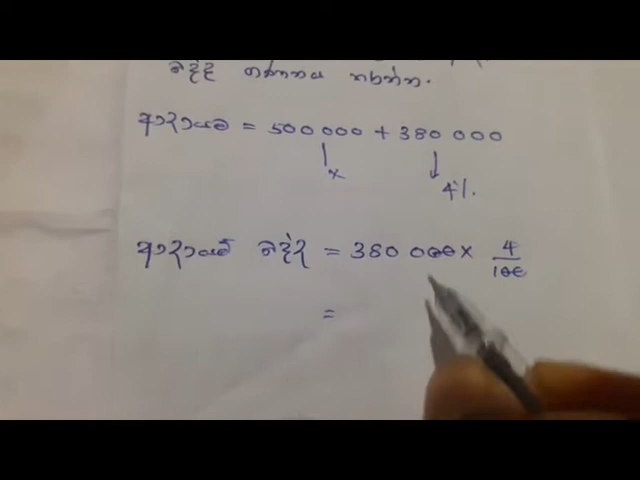 බද්ද ගණනය කරන්න.
ආදායම = 500 000 + 380 000
x 4%.
ආදායම් බද්ද = 380 000 x 4/100
=